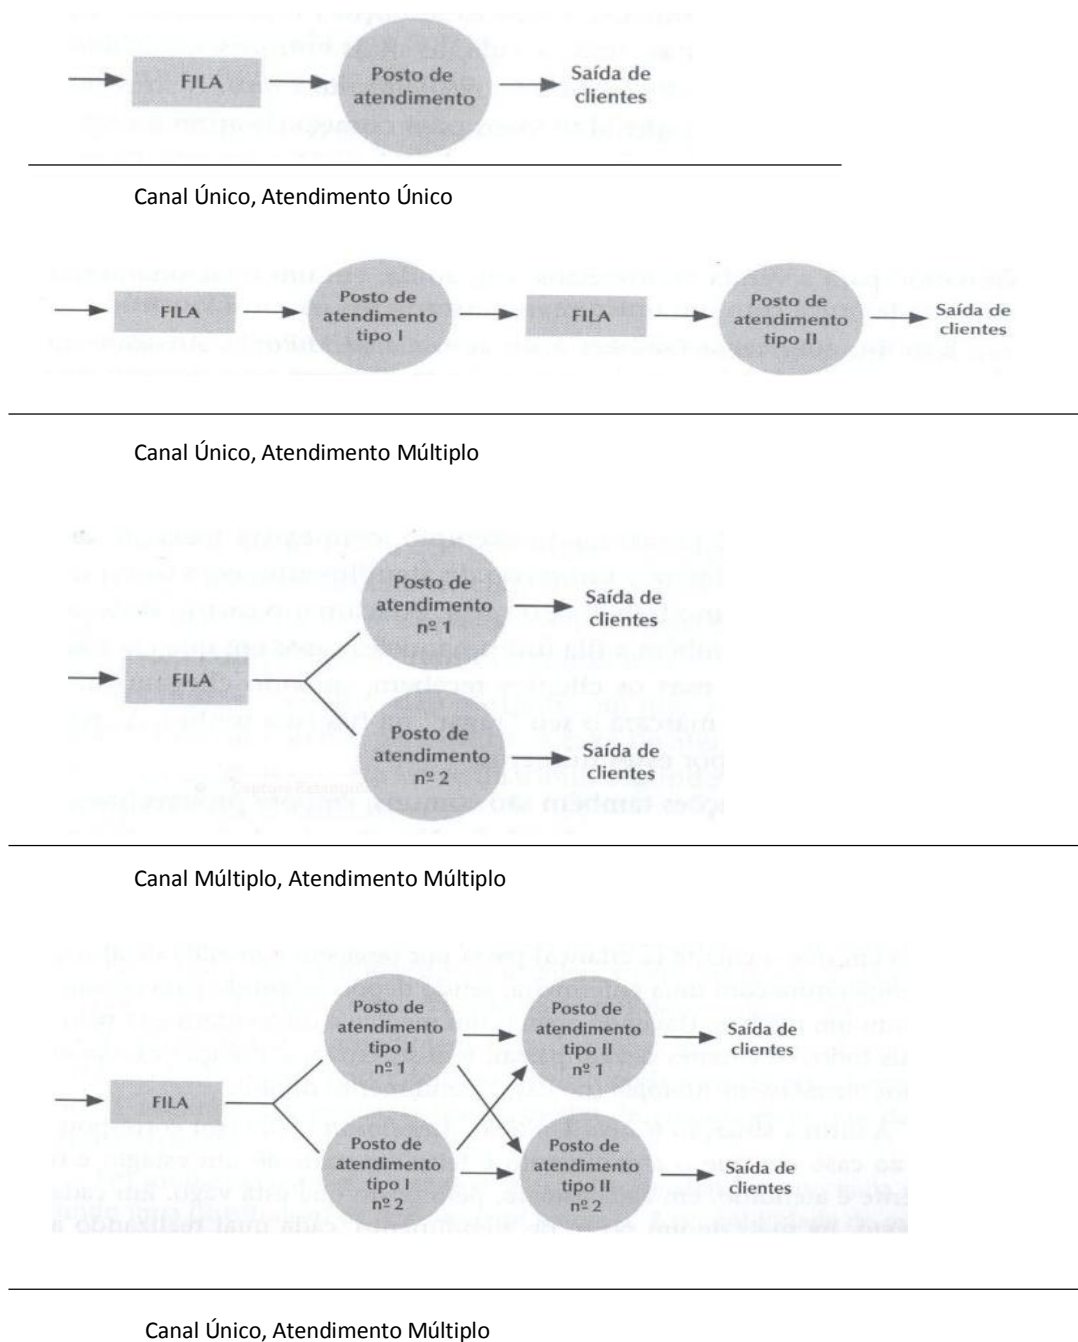 FILA
Posto de
atendimento
Saída de
clientes
Canal Único, Atendimento Único
FILA
Posto de
atendimento
tipo I
FILA
Posto de
atendimento
tipo II
Saída de
clientes
Canal Único, Atendimento Múltiplo
FILA
Posto de
atendimento
nº 1
Saída de
clientes
Posto de
atendimento
nº 2
Saída de
clientes
Canal Múltiplo, Atendimento Múltiplo
FILA
Posto de
atendimento
tipo I
nº 1
Posto de
atendimento
tipo II
nº 1
Saída de
clientes
Posto de
atendimento
tipo I
nº 2
Posto de
atendimento
tipo II
nº 2
Saída de
clientes
Canal Único, Atendimento Múltiplo